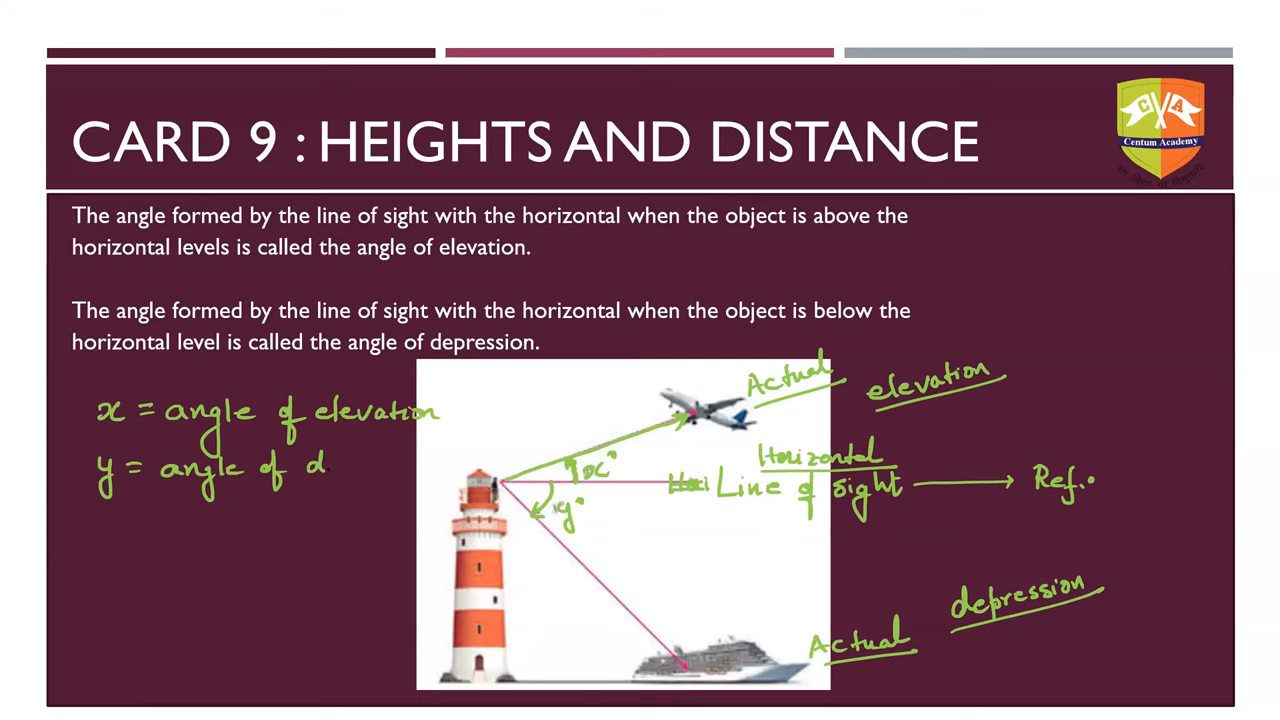 CARD 9 : HEIGHTS AND DISTANCE
C A
Centum Academy
The angle formed by the line of sight with the horizontal when the object is above the
horizontal levels is called the angle of elevation.
The angle formed by the line of sight with the horizontal when the object is below the
horizontal level is called the angle of depression.
Actual elevation
x = angle of elevation
y = angle of d
x°
Horizontal
Line of sight → Ref.
y°
depression
Actual